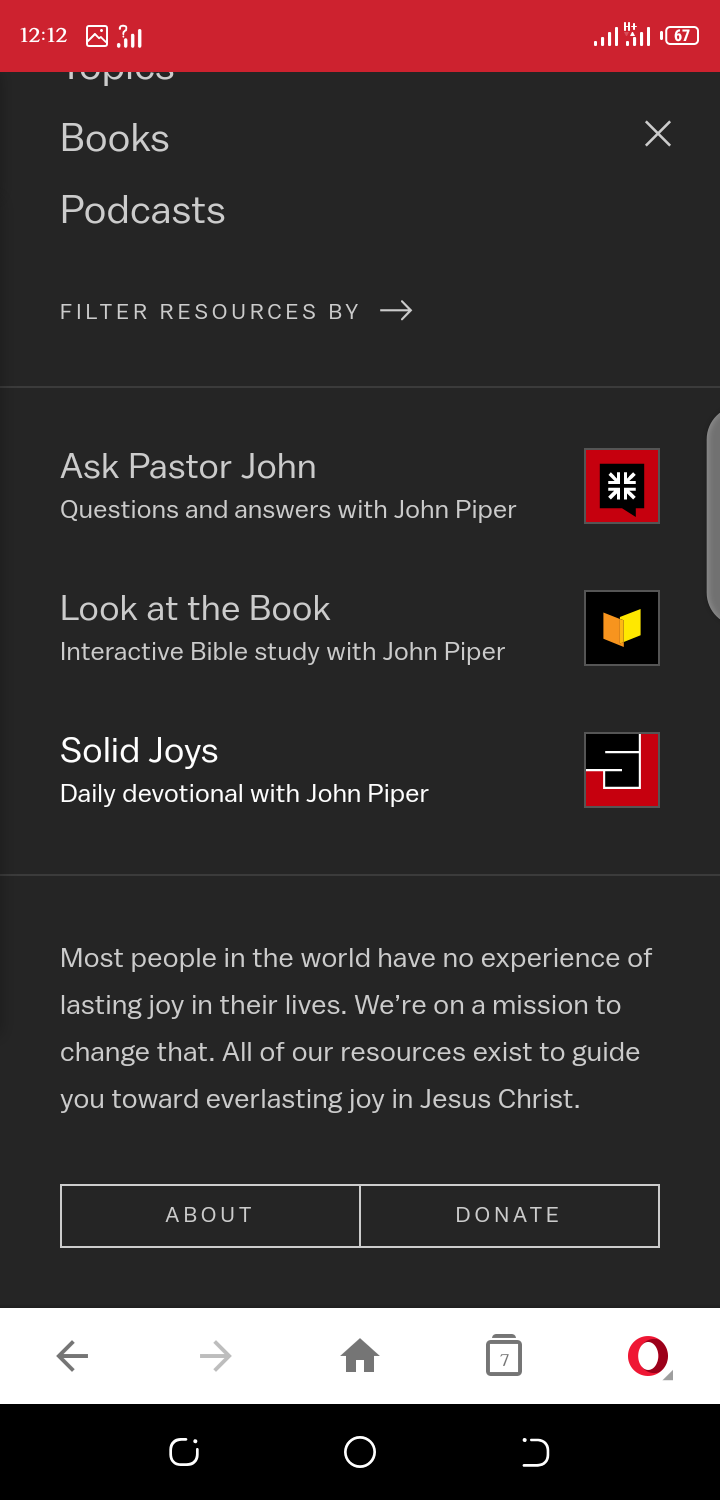 12:12
H+
67
Topics
Books
Podcasts
FILTER RESOURCES BY
Ask Pastor John
Questions and answers with John Piper
Look at the Book
Interactive Bible study with John Piper
Solid Joys
Daily devotional with John Piper
Most people in the world have no experience of
lasting joy in their lives. We’re on a mission to
change that. All of our resources exist to guide
you toward everlasting joy in Jesus Christ.
ABOUT
DONATE
7